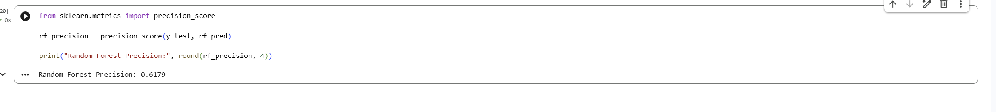 20]
0s
from sklearn.metrics import precision_score
rf_precision = precision_score(y_test, rf_pred)
print("Random Forest Precision:", round(rf_precision, 4))
Random Forest Precision: 0.6179